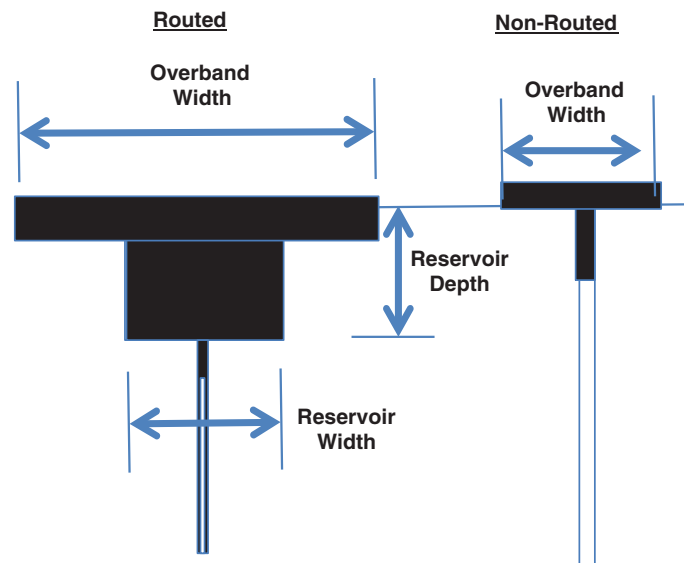 Routed
Non-Routed
Overband
Width
Overband
Width
Reservoir
Depth
Reservoir
Width